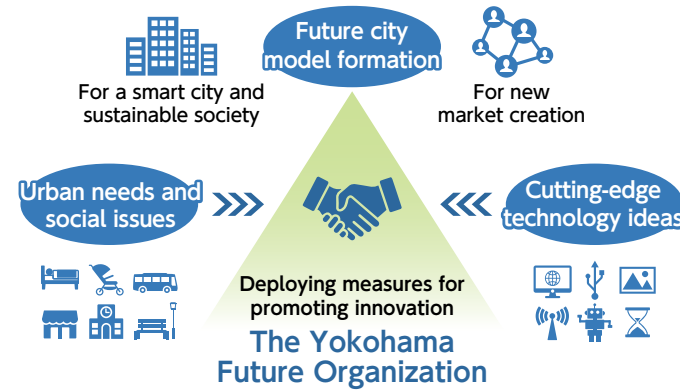 Future city
model formation
For a smart city and
sustainable society
For new
market creation
Urban needs and
social issues
Cutting-edge
technology ideas
Deploying measures for
promoting innovation
The Yokohama
Future Organization